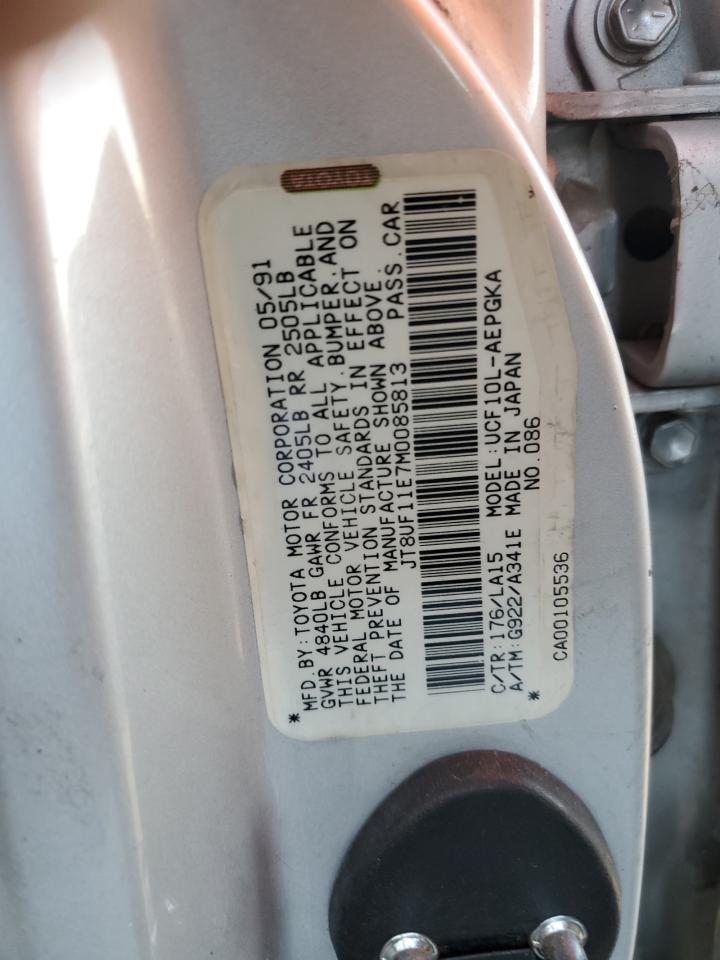 *MFD. BY: TOYOTA MOTOR CORPORATION 05/91
GVWR 4840LB GAWR FR 2405LB RR 2505LB
THIS VEHICLE CONFORMS TO ALL APPLICABLE
FEDERAL MOTOR VEHICLE SAFETY. BUMPER. AND
THEFT PREVENTION STANDARDS IN EFFECT ON
THE DATE OF MANUFACTURE SHOWN ABOVE.
JT8UF11E7M0085813 PASS. CAR
C/TR: 176/LA15 MODEL: UCF10L-AEPGKA
A/TM: G922/A341E MADE IN JAPAN
* NO. 086
CA00105536